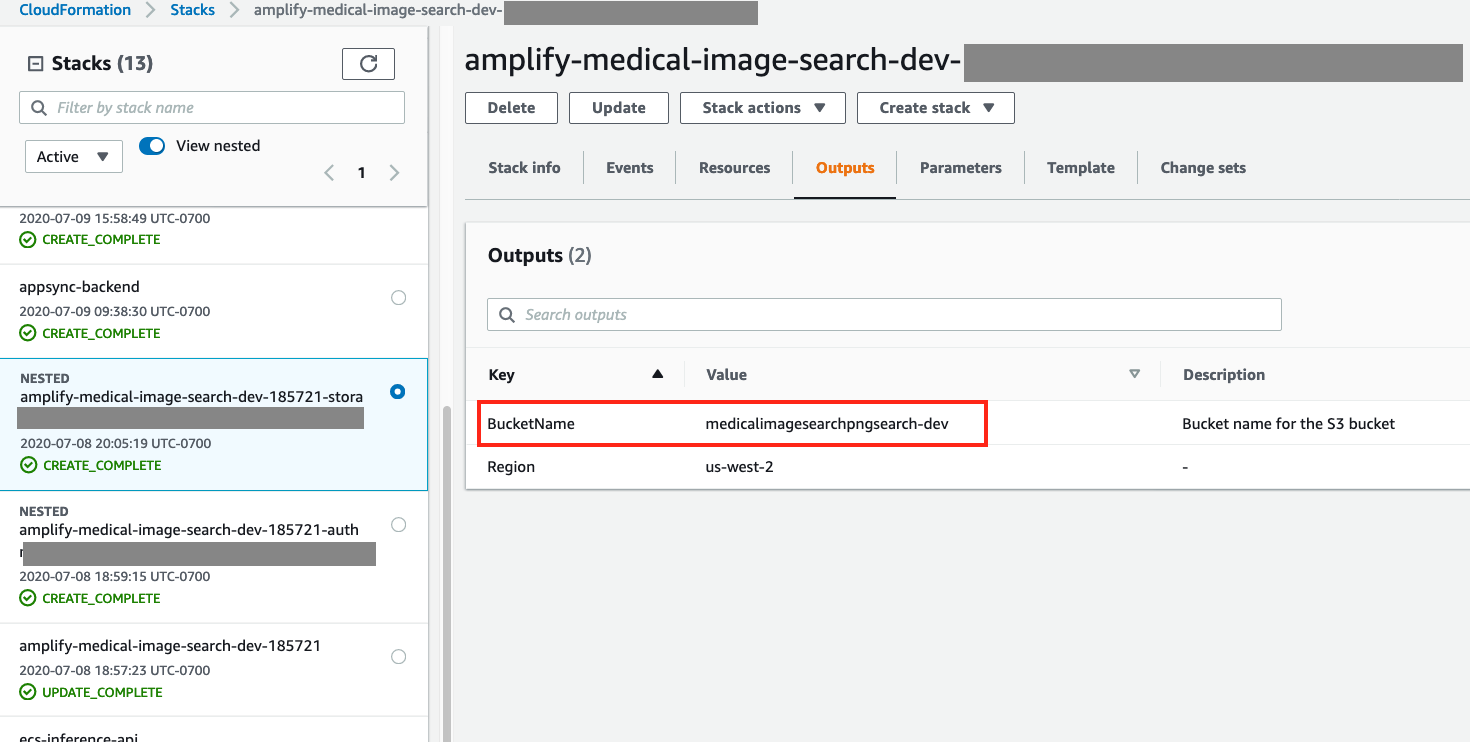 CloudFormation > Stacks > amplify-medical-image-search-dev-
Stacks (13)
Filter by stack name
Active
View nested
1
2020-07-09 15:58:49 UTC-0700
CREATE_COMPLETE
appsync-backend
2020-07-09 09:38:30 UTC-0700
CREATE_COMPLETE
NESTED
amplify-medical-image-search-dev-185721-stora
2020-07-08 20:05:19 UTC-0700
CREATE_COMPLETE
NESTED
amplify-medical-image-search-dev-185721-auth
2020-07-08 18:59:15 UTC-0700
CREATE_COMPLETE
amplify-medical-image-search-dev-185721
2020-07-08 18:57:23 UTC-0700
UPDATE_COMPLETE
ecs-inference-api
amplify-medical-image-search-dev-
Delete Update Stack actions Create stack
Stack info Events Resources Outputs Parameters Template Change sets
Outputs (2)
Search outputs
Key Value Description
BucketName medicalimagesearchpngsearch-dev Bucket name for the S3 bucket
Region us-west-2 -